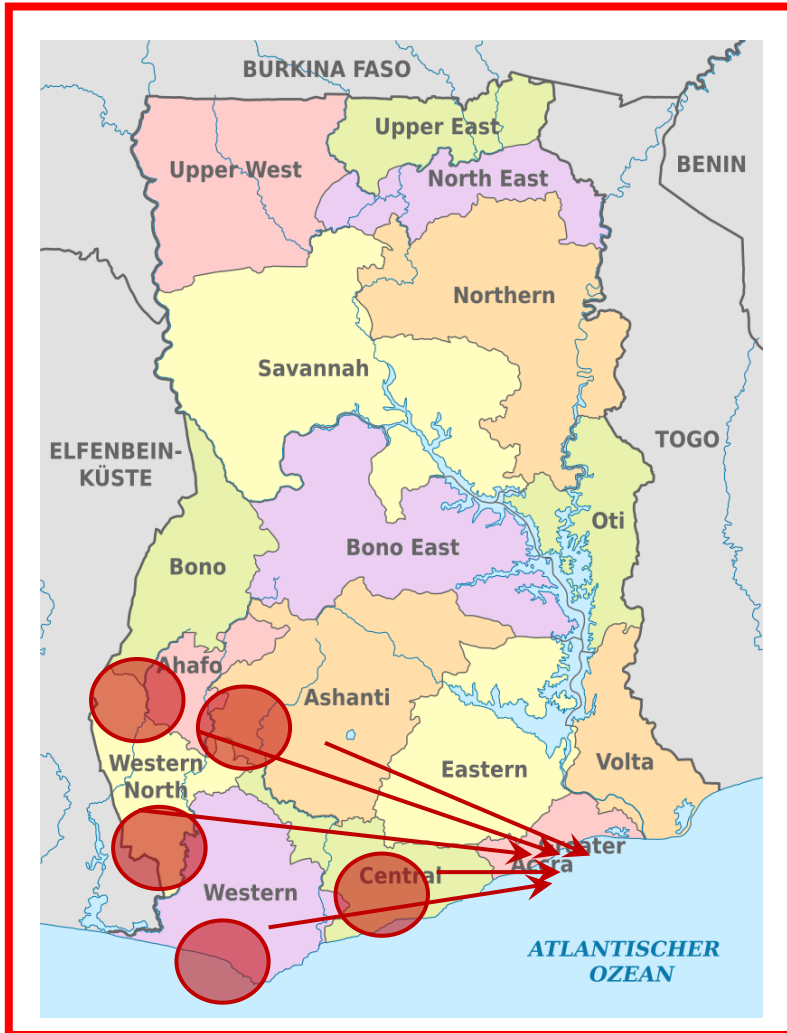 BURKINA FASO
Upper East
Upper West
BENIN
North East
Northern
Savannah
ELFENBEIN-
KÜSTE
TOGO
Oti
Bono East
Bono
Ahafo
Ashanti
Western
North
Eastern
Volta
Greater
Accra
Central
Western
ATLANTISCHER
OZEAN